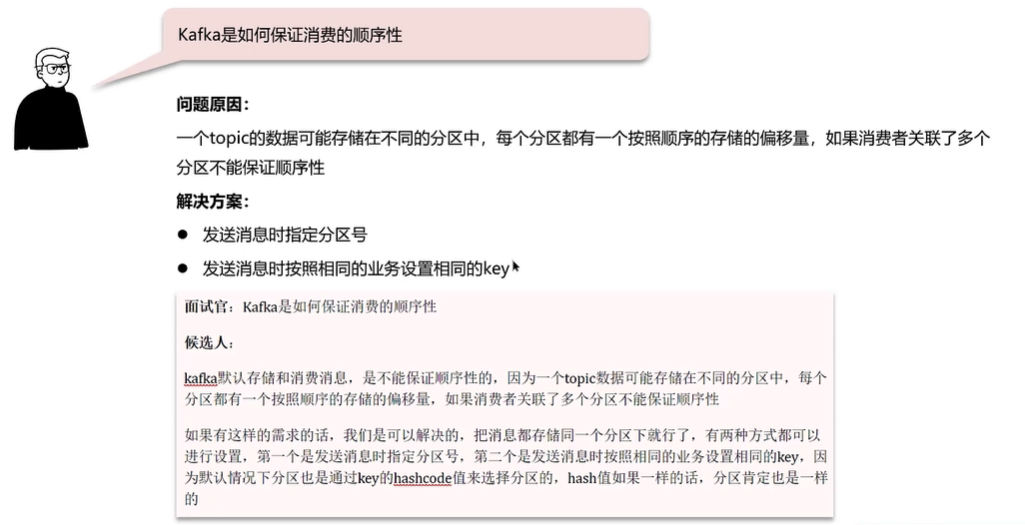 Kafka是如何保证消费的顺序性
问题原因：
一个topic的数据可能存储在不同的分区中，每个分区都有一个按照顺序的存储的偏移量，如果消费者关联了多个
分区不能保证顺序性
解决方案：
● 发送消息时指定分区号
● 发送消息时按照相同的业务设置相同的key
面试官：Kafka是如何保证消费的顺序性
候选人：
kafka默认存储和消费消息，是不能保证顺序性的，因为一个topic数据可能存储在不同的分区中，每个
分区都有一个按照顺序的存储的偏移量，如果消费者关联了多个分区不能保证顺序性
如果有这样的需求的话，我们是可以解决的，把消息都存储同一个分区下就行了，有两种方式都可以
进行设置，第一个是发送消息时指定分区号，第二个是发送消息时按照相同的业务设置相同的key，因
为默认情况下分区也是通过key的hashcode值来选择分区的，hash值如果一样的话，分区肯定也是一样
的